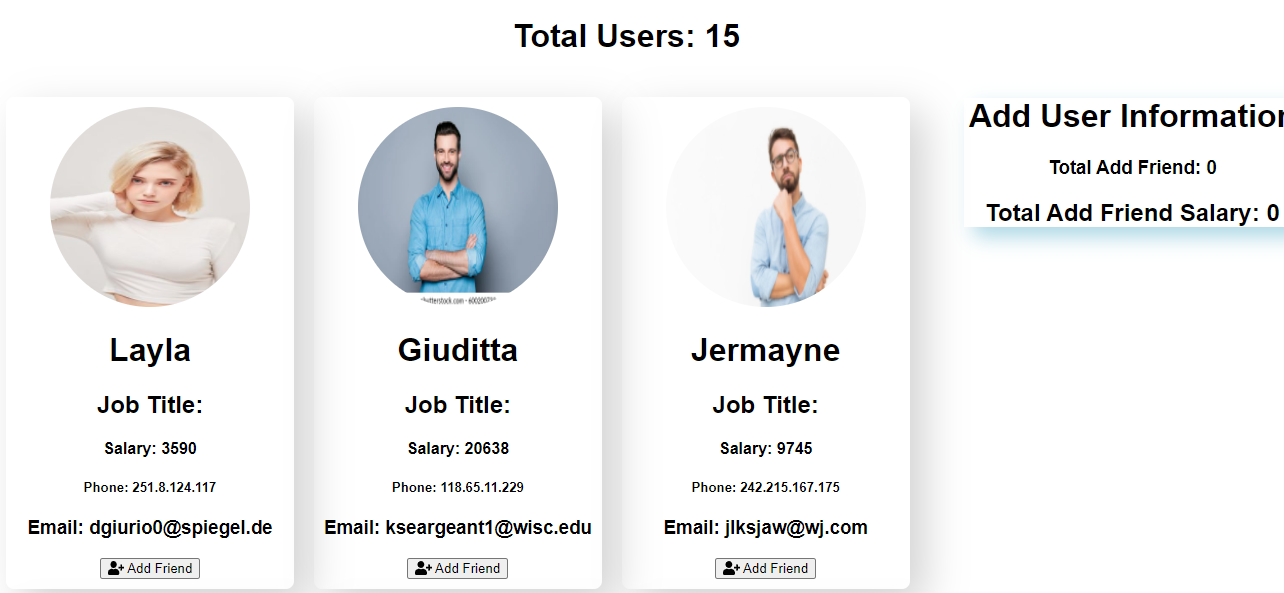 Total Users: 15
Add User Information
Total Add Friend: 0
Total Add Friend Salary: 0
Layla
Job Title:
Salary: 3590
Phone: 251.8.124.117
Email: dgiurio0@spiegel.de
Add Friend
shutterstock.com - 60020079
Giuditta
Job Title:
Salary: 20638
Phone: 118.65.11.229
Email: kseargeant1@wisc.edu
Add Friend
Jermayne
Job Title:
Salary: 9745
Phone: 242.215.167.175
Email: jlksjaw@wj.com
Add Friend